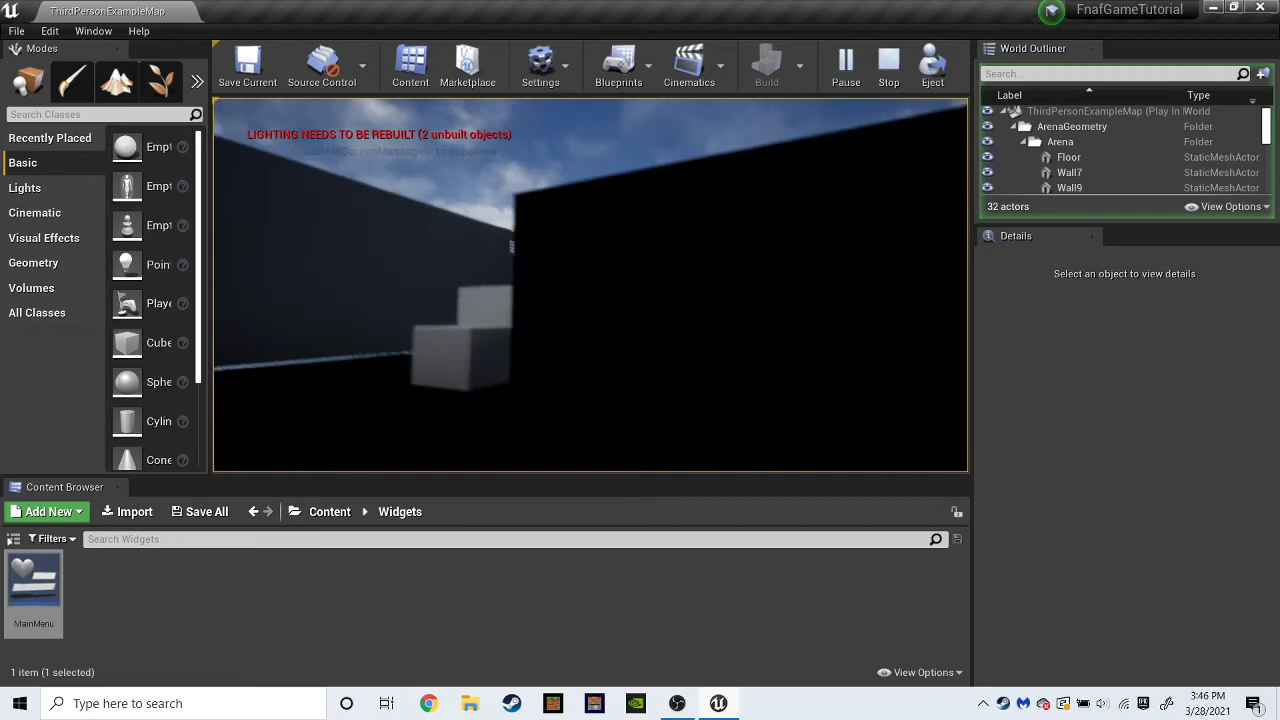 ThirdPersonExampleMap
FnafGameTutorial
File Edit Window Help
Modes
Search Classes
Recently Placed
Basic
Lights
Cinematic
Visual Effects
Geometry
Volumes
All Classes
Empt
Empt
Empt
Poin
Playe
Cube
Sphe
Cylin
Cone
Save Current
Source Control
Content
Marketplace
Settings
Blueprints
Cinematics
Build
Pause
Stop
Eject
LIGHTING NEEDS TO BE REBUILT (2 unbuilt objects)
World Outliner
Search...
Label Type
ThirdPersonExampleMap (Play In World
ArenaGeometry Folder
Arena Folder
Floor StaticMeshActor
Wall7 StaticMeshActor
Wall9 StaticMeshActor
32 actors View Options
Details
Select an object to view details.
Content Browser
Add New Import Save All Content Widgets
Filters Search Widgets
MainMenu
1 item (1 selected) View Options
Type here to search
3:46 PM
3/28/2021
1